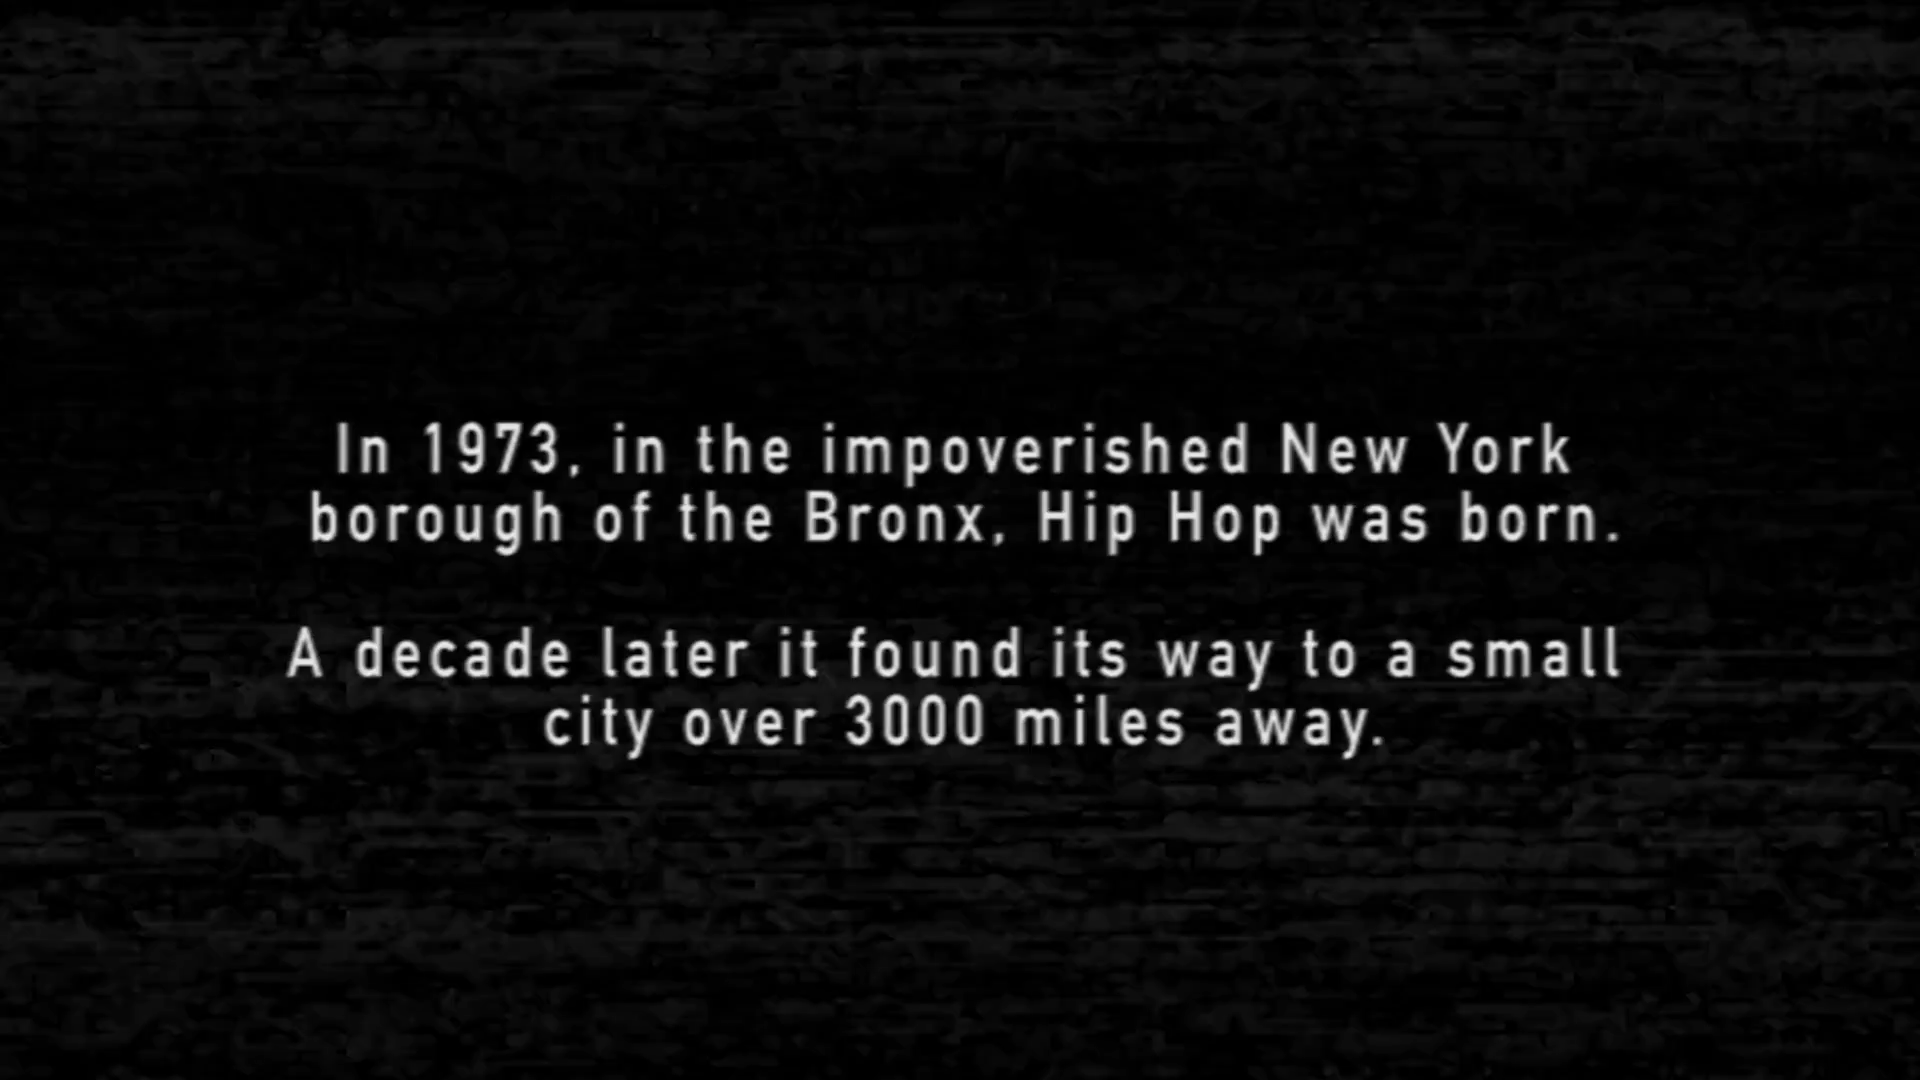 In 1973, in the impoverished New York
borough of the Bronx, Hip Hop was born.
A decade later it found its way to a small
city over 3000 miles away.